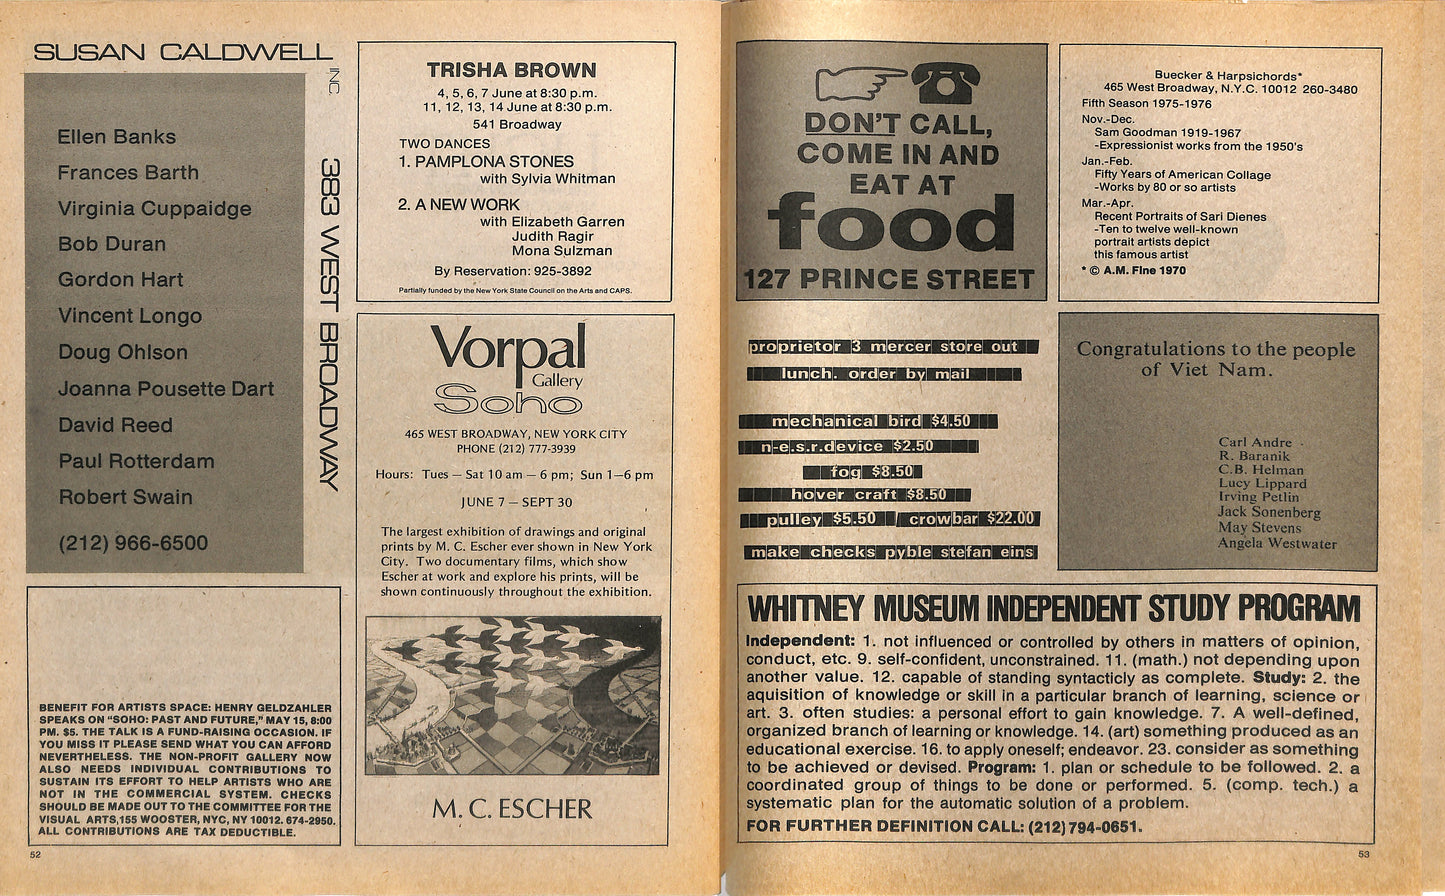 SUSAN CALDWELL
INC
383 WEST BROADWAY
Ellen Banks
Frances Barth
Virginia Cuppaidge
Bob Duran
Gordon Hart
Vincent Longo
Doug Ohlson
Joanna Pousette Dart
David Reed
Paul Rotterdam
Robert Swain
(212) 966-6500
BENEFIT FOR ARTISTS SPACE: HENRY GELDZAHLER
SPEAKS ON "SOHO: PAST AND FUTURE," MAY 15, 8:00
PM. $5. THE TALK IS A FUND-RAISING OCCASION. IF
YOU MISS IT PLEASE SEND WHAT YOU CAN AFFORD
NEVERTHELESS. THE NON-PROFIT GALLERY NOW
ALSO NEEDS INDIVIDUAL CONTRIBUTIONS TO
SUSTAIN ITS EFFORT TO HELP ARTISTS WHO ARE
NOT IN THE COMMERCIAL SYSTEM. CHECKS
SHOULD BE MADE OUT TO THE COMMITTEE FOR THE
VISUAL ARTS,155 WOOSTER, NYC, NY 10012. 674-2950.
ALL CONTRIBUTIONS ARE TAX DEDUCTIBLE.
52
TRISHA BROWN
4, 5, 6, 7 June at 8:30 p.m.
11, 12, 13, 14 June at 8:30 p.m.
541 Broadway
TWO DANCES
1. PAMPLONA STONES
with Sylvia Whitman
2. A NEW WORK
with Elizabeth Garren
Judith Ragir
Mona Sulzman
By Reservation: 925-3892
Partially funded by the New York State Council on the Arts and CAPS.
Vorpal
Gallery
Soho
465 WEST BROADWAY, NEW YORK CITY
PHONE (212) 777-3939
Hours: Tues – Sat 10 am – 6 pm; Sun 1–6 pm
JUNE 7 – SEPT 30
The largest exhibition of drawings and original
prints by M. C. Escher ever shown in New York
City. Two documentary films, which show
Escher at work and explore his prints, will be
shown continuously throughout the exhibition.
M. C. ESCHER
DON'T CALL,
COME IN AND
EAT AT
food
127 PRINCE STREET
proprietor 3 mercer store out
lunch. order by mail
mechanical bird $4.50
n-e.s.r.device $2.50
fog $8.50
hover craft $8.50
pulley $5.50 / crowbar $22.00
make checks pyble stefan eins
Buecker & Harpsichords*
465 West Broadway, N.Y.C. 10012 260-3480
Fifth Season 1975-1976
Nov.-Dec.
Sam Goodman 1919-1967
-Expressionist works from the 1950's
Jan.-Feb.
Fifty Years of American Collage
-Works by 80 or so artists
Mar.-Apr.
Recent Portraits of Sari Dienes
-Ten to twelve well-known
portrait artists depict
this famous artist
* © A.M. Fine 1970
Congratulations to the people
of Viet Nam.
Carl Andre
R. Baranik
C.B. Helman
Lucy Lippard
Irving Petlin
Jack Sonenberg
May Stevens
Angela Westwater
WHITNEY MUSEUM INDEPENDENT STUDY PROGRAM
Independent: 1. not influenced or controlled by others in matters of opinion,
conduct, etc. 9. self-confident, unconstrained. 11. (math.) not depending upon
another value. 12. capable of standing syntacticly as complete. Study: 2. the
aquisition of knowledge or skill in a particular branch of learning, science or
art. 3. often studies: a personal effort to gain knowledge. 7. A well-defined,
organized branch of learning or knowledge. 14. (art) something produced as an
educational exercise. 16. to apply oneself; endeavor. 23. consider as something
to be achieved or devised. Program: 1. plan or schedule to be followed. 2. a
coordinated group of things to be done or performed. 5. (comp. tech.) a
systematic plan for the automatic solution of a problem.
FOR FURTHER DEFINITION CALL: (212) 794-0651.
53